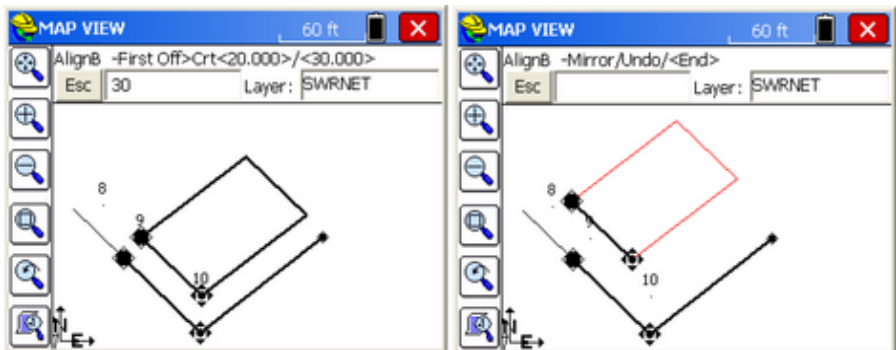 MAP VIEW 60 ft
AlignB -First Off>Crt<20.000>/<30.000>
Esc 30 Layer: SWRNET
8
9
10
N
E
MAP VIEW 60 ft
AlignB -Mirror/Undo/<End>
Esc Layer: SWRNET
8
9
10
N
E